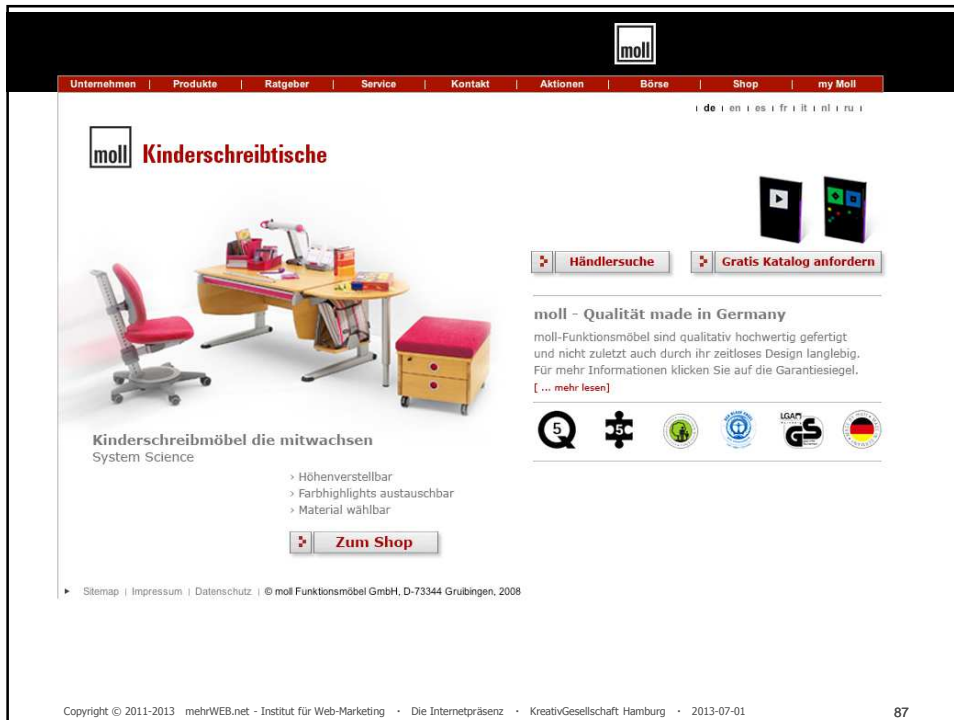 moll
Unternehmen | Produkte | Ratgeber | Service | Kontakt | Aktionen | Börse | Shop | my Moll
de en es fr it nl ru
moll Kinderschreibtische
Händlersuche
Gratis Katalog anfordern
moll - Qualität made in Germany
moll-Funktionsmöbel sind qualitativ hochwertig gefertigt
und nicht zuletzt auch durch ihr zeitloses Design langlebig.
Für mehr Informationen klicken Sie auf die Garantiesiegel.
[ ... mehr lesen]
5
5
LGA
GS
Kinderschreibmöbel die mitwachsen
System Science
› Höhenverstellbar
› Farbhighlights austauschbar
› Material wählbar
Zum Shop
Sitemap | Impressum | Datenschutz | © moll Funktionsmöbel GmbH, D-73344 Gruibingen, 2008
Copyright © 2011-2013 mehrWEB.net - Institut für Web-Marketing · Die Internetpräsenz · KreativGesellschaft Hamburg · 2013-07-01
87